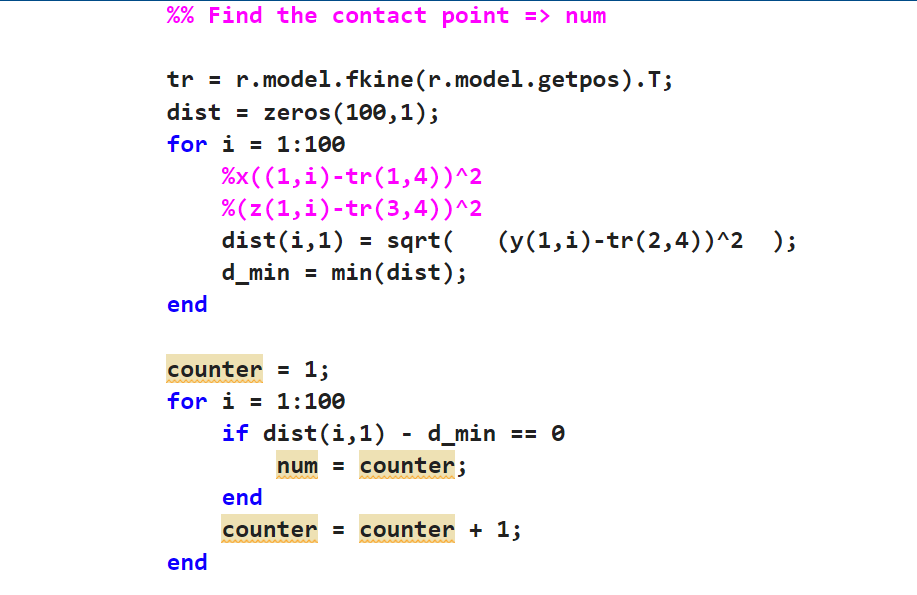 %% Find the contact point => num
tr = r.model.fkine(r.model.getpos).T;
dist = zeros(100,1);
for i = 1:100
%x((1,i)-tr(1,4))^2
%(z(1,i)-tr(3,4))^2
dist(i,1) = sqrt(   (y(1,i)-tr(2,4))^2  );
d_min = min(dist);
end
counter = 1;
for i = 1:100
if dist(i,1) - d_min == 0
num = counter;
end
counter = counter + 1;
end